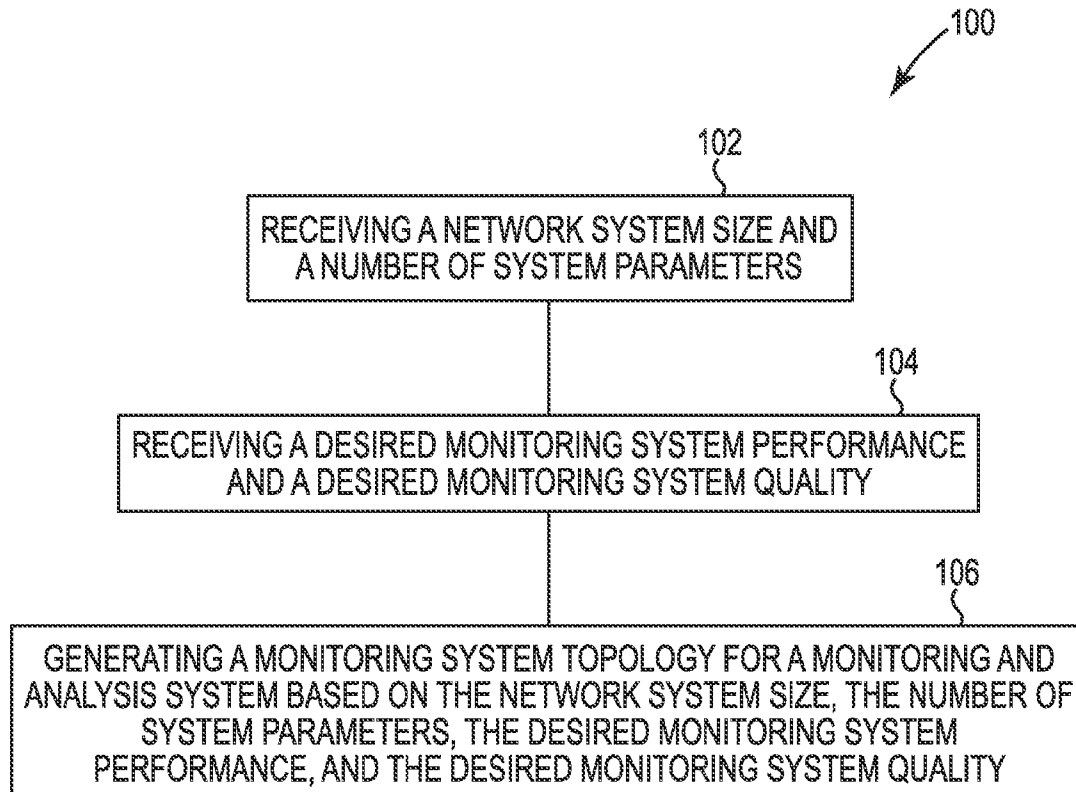 100
102
RECEIVING A NETWORK SYSTEM SIZE AND
A NUMBER OF SYSTEM PARAMETERS
104
RECEIVING A DESIRED MONITORING SYSTEM PERFORMANCE
AND A DESIRED MONITORING SYSTEM QUALITY
106
GENERATING A MONITORING SYSTEM TOPOLOGY FOR A MONITORING AND
ANALYSIS SYSTEM BASED ON THE NETWORK SYSTEM SIZE, THE NUMBER OF
SYSTEM PARAMETERS, THE DESIRED MONITORING SYSTEM
PERFORMANCE, AND THE DESIRED MONITORING SYSTEM QUALITY